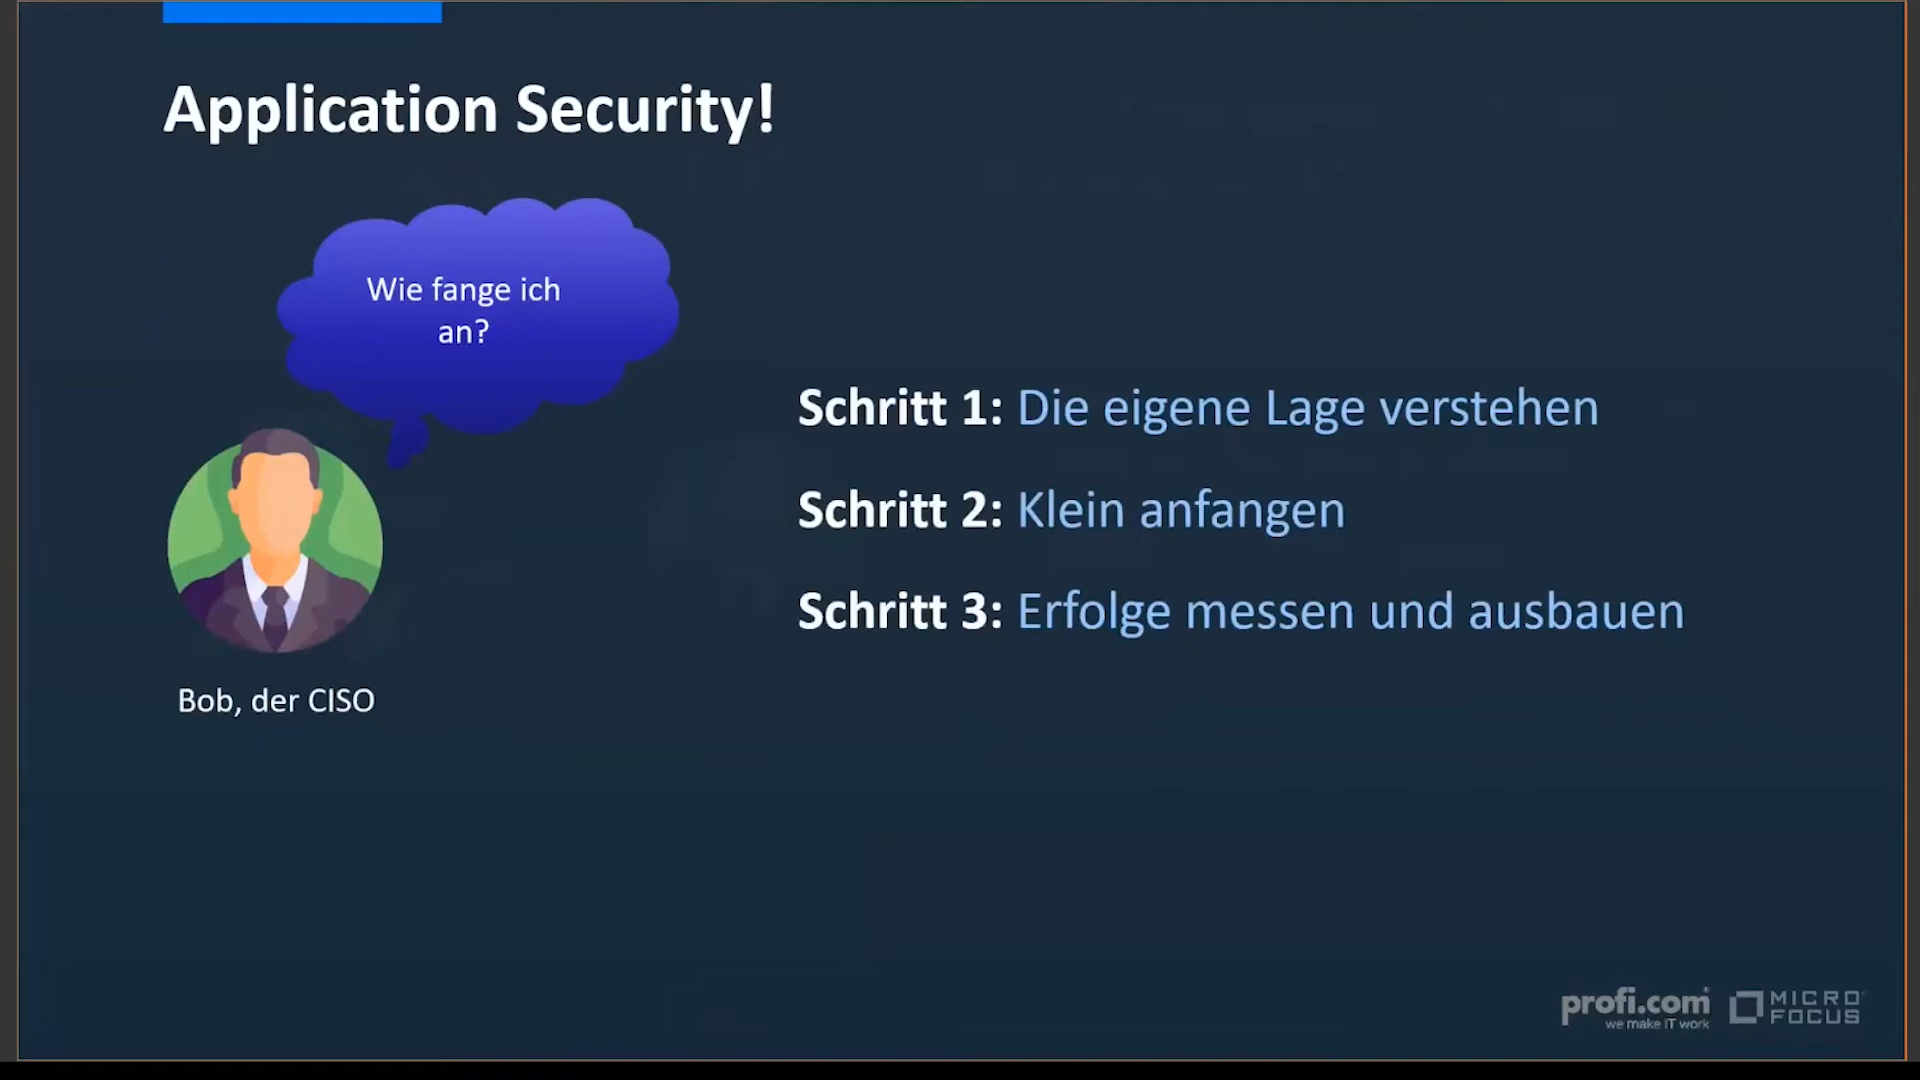 Application Security!
Wie fange ich
an?
Schritt 1: Die eigene Lage verstehen
Schritt 2: Klein anfangen
Schritt 3: Erfolge messen und ausbauen
Bob, der CISO
profi.com
we make IT work
MICRO
FOCUS